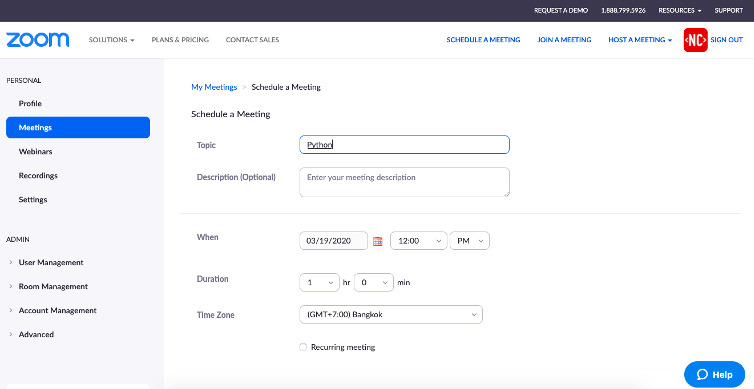 REQUEST A DEMO 1.888.799.5926 RESOURCES SUPPORT
zoom SOLUTIONS PLANS & PRICING CONTACT SALES SCHEDULE A MEETING JOIN A MEETING HOST A MEETING <NC> SIGN OUT
PERSONAL
Profile
Meetings
Webinars
Recordings
Settings
ADMIN
User Management
Room Management
Account Management
Advanced
My Meetings > Schedule a Meeting
Schedule a Meeting
Topic Python
Description (Optional) Enter your meeting description
When 03/19/2020 12:00 PM
Duration 1 hr 0 min
Time Zone (GMT+7:00) Bangkok
Recurring meeting
Help